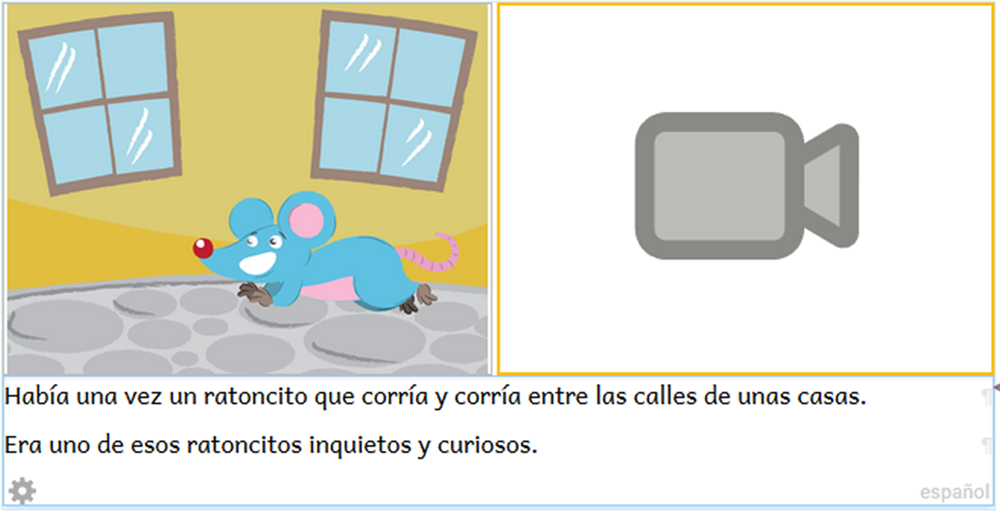 Había una vez un ratoncito que corría y corría entre las calles de unas casas.
Era uno de esos ratoncitos inquietos y curiosos.
español